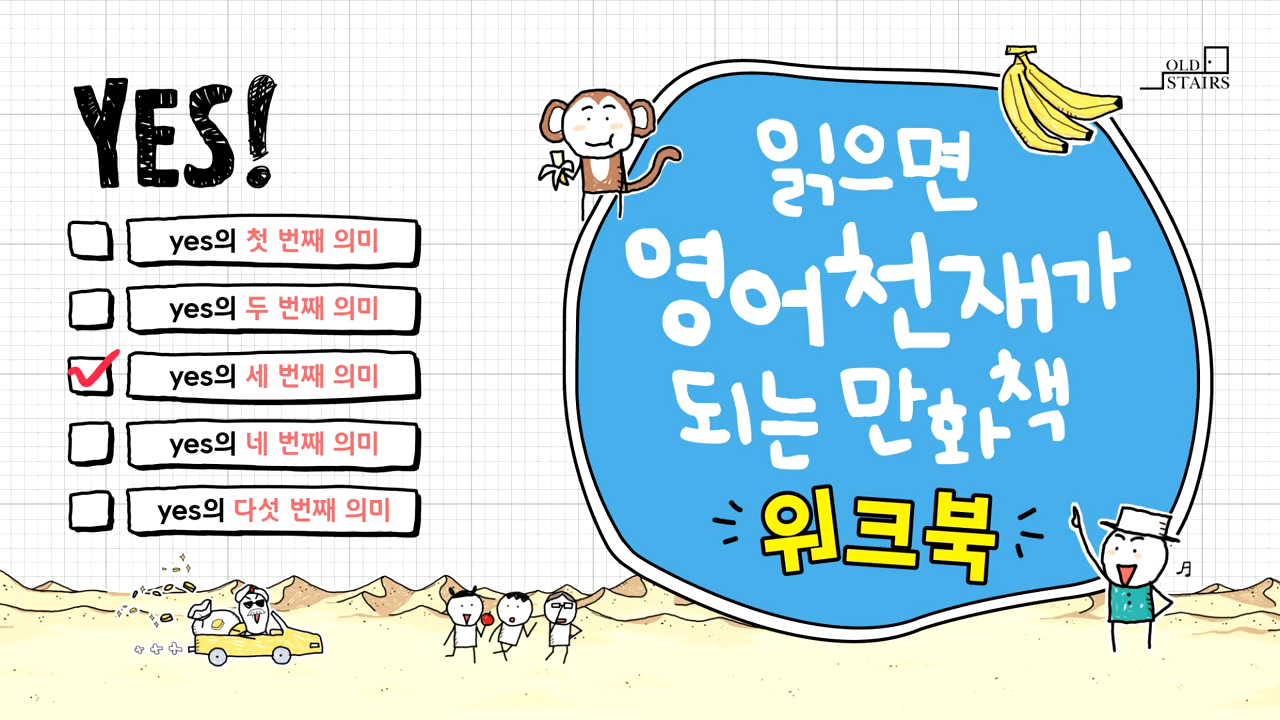 YES!
yes의 첫 번째 의미
yes의 두 번째 의미
yes의 세 번째 의미
yes의 네 번째 의미
yes의 다섯 번째 의미
OLD
STAIRS
읽으면
영어천재가
되는 만화책
워크북